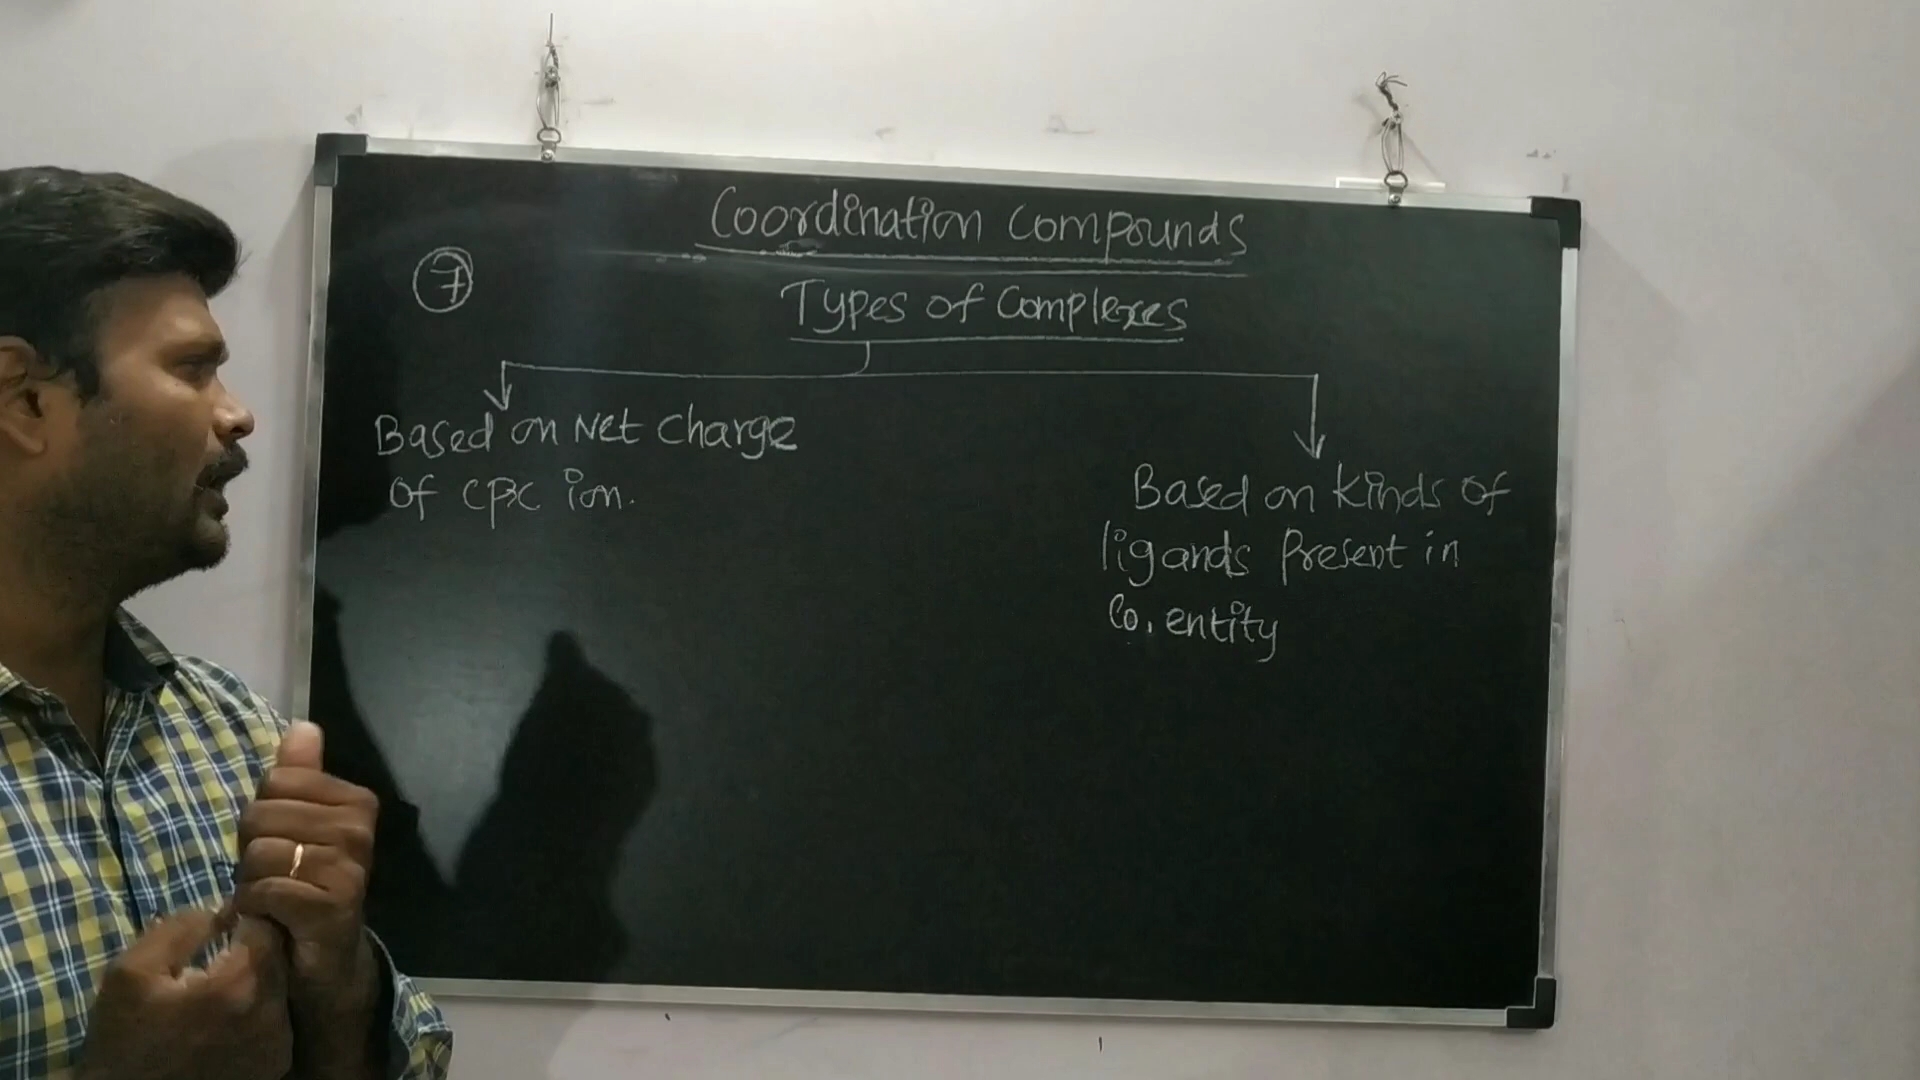 Coordination Compounds
7
Types of Complexes
Based on Net Charge
of cpx ion.
Based on kinds of
ligands Present in
Co. entity